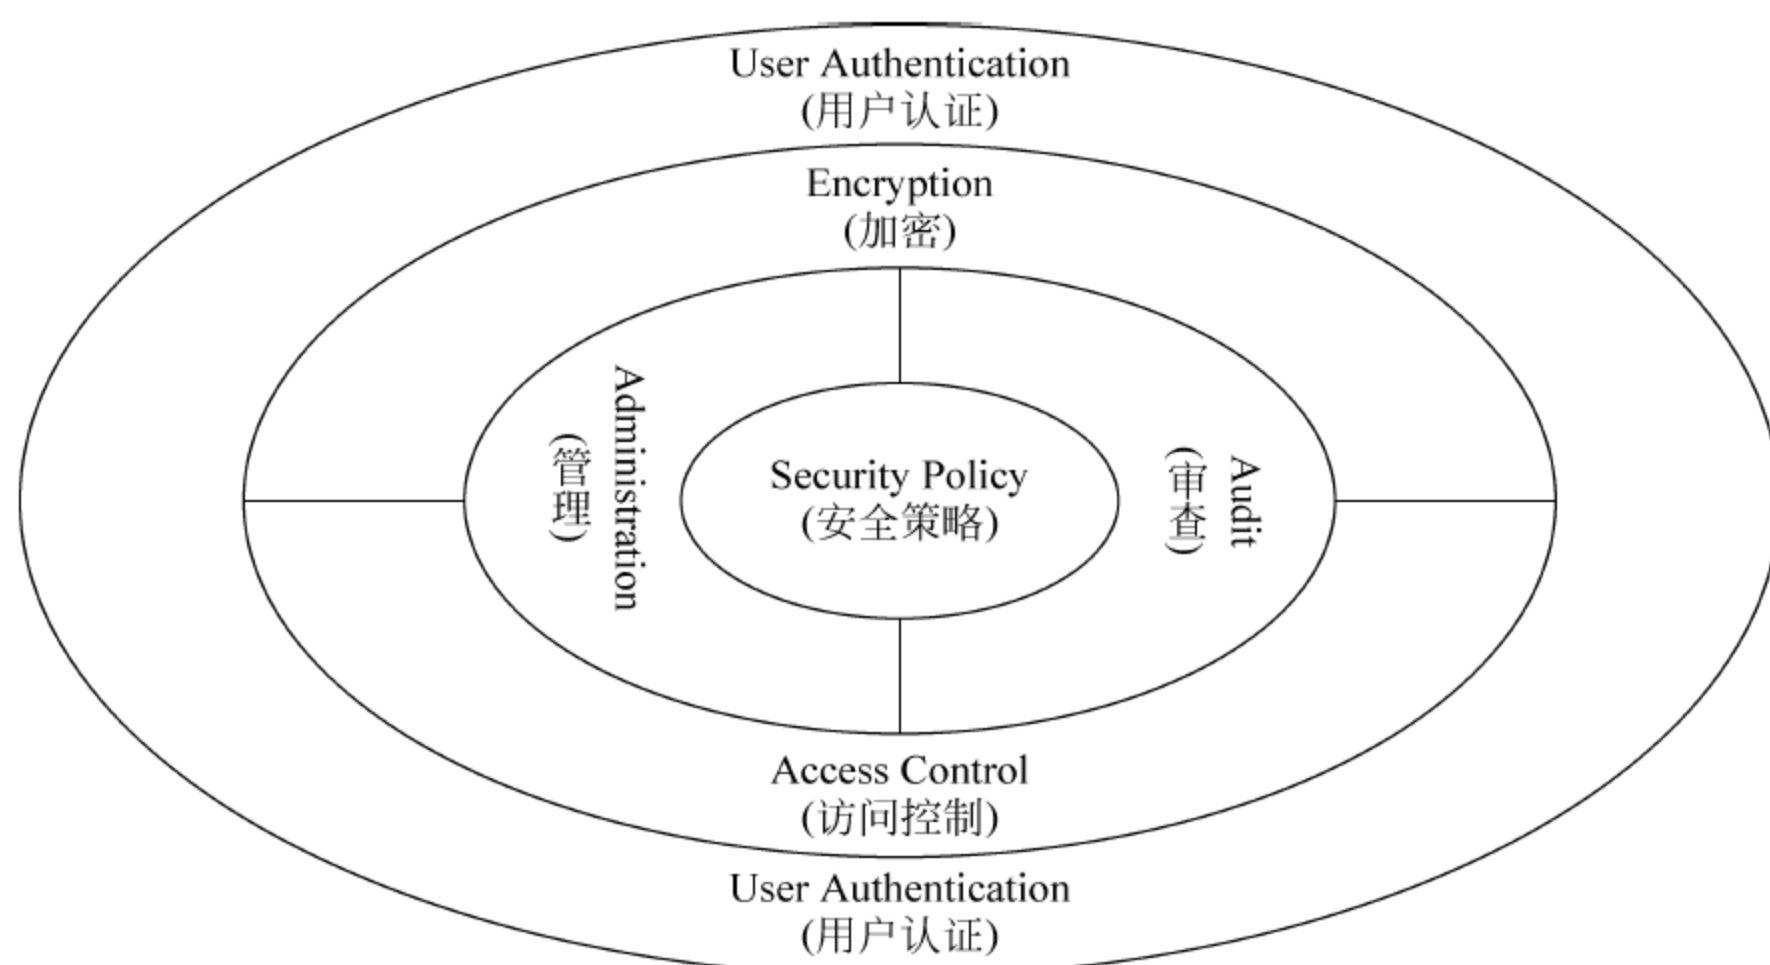 User Authentication
(用户认证)
Encryption
(加密)
Administration
(管理)
Security Policy
(安全策略)
Audit
(审查)
Access Control
(访问控制)
User Authentication
(用户认证)